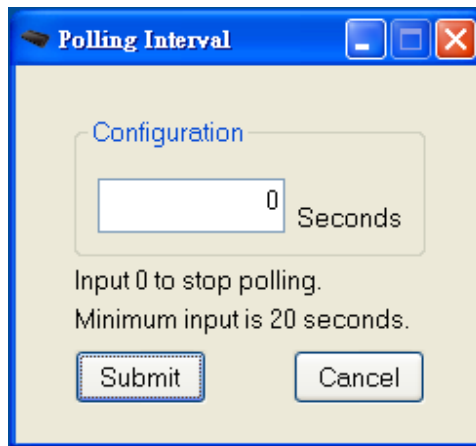 Polling Interval
Configuration
0 Seconds
Input 0 to stop polling.
Minimum input is 20 seconds.
Submit Cancel